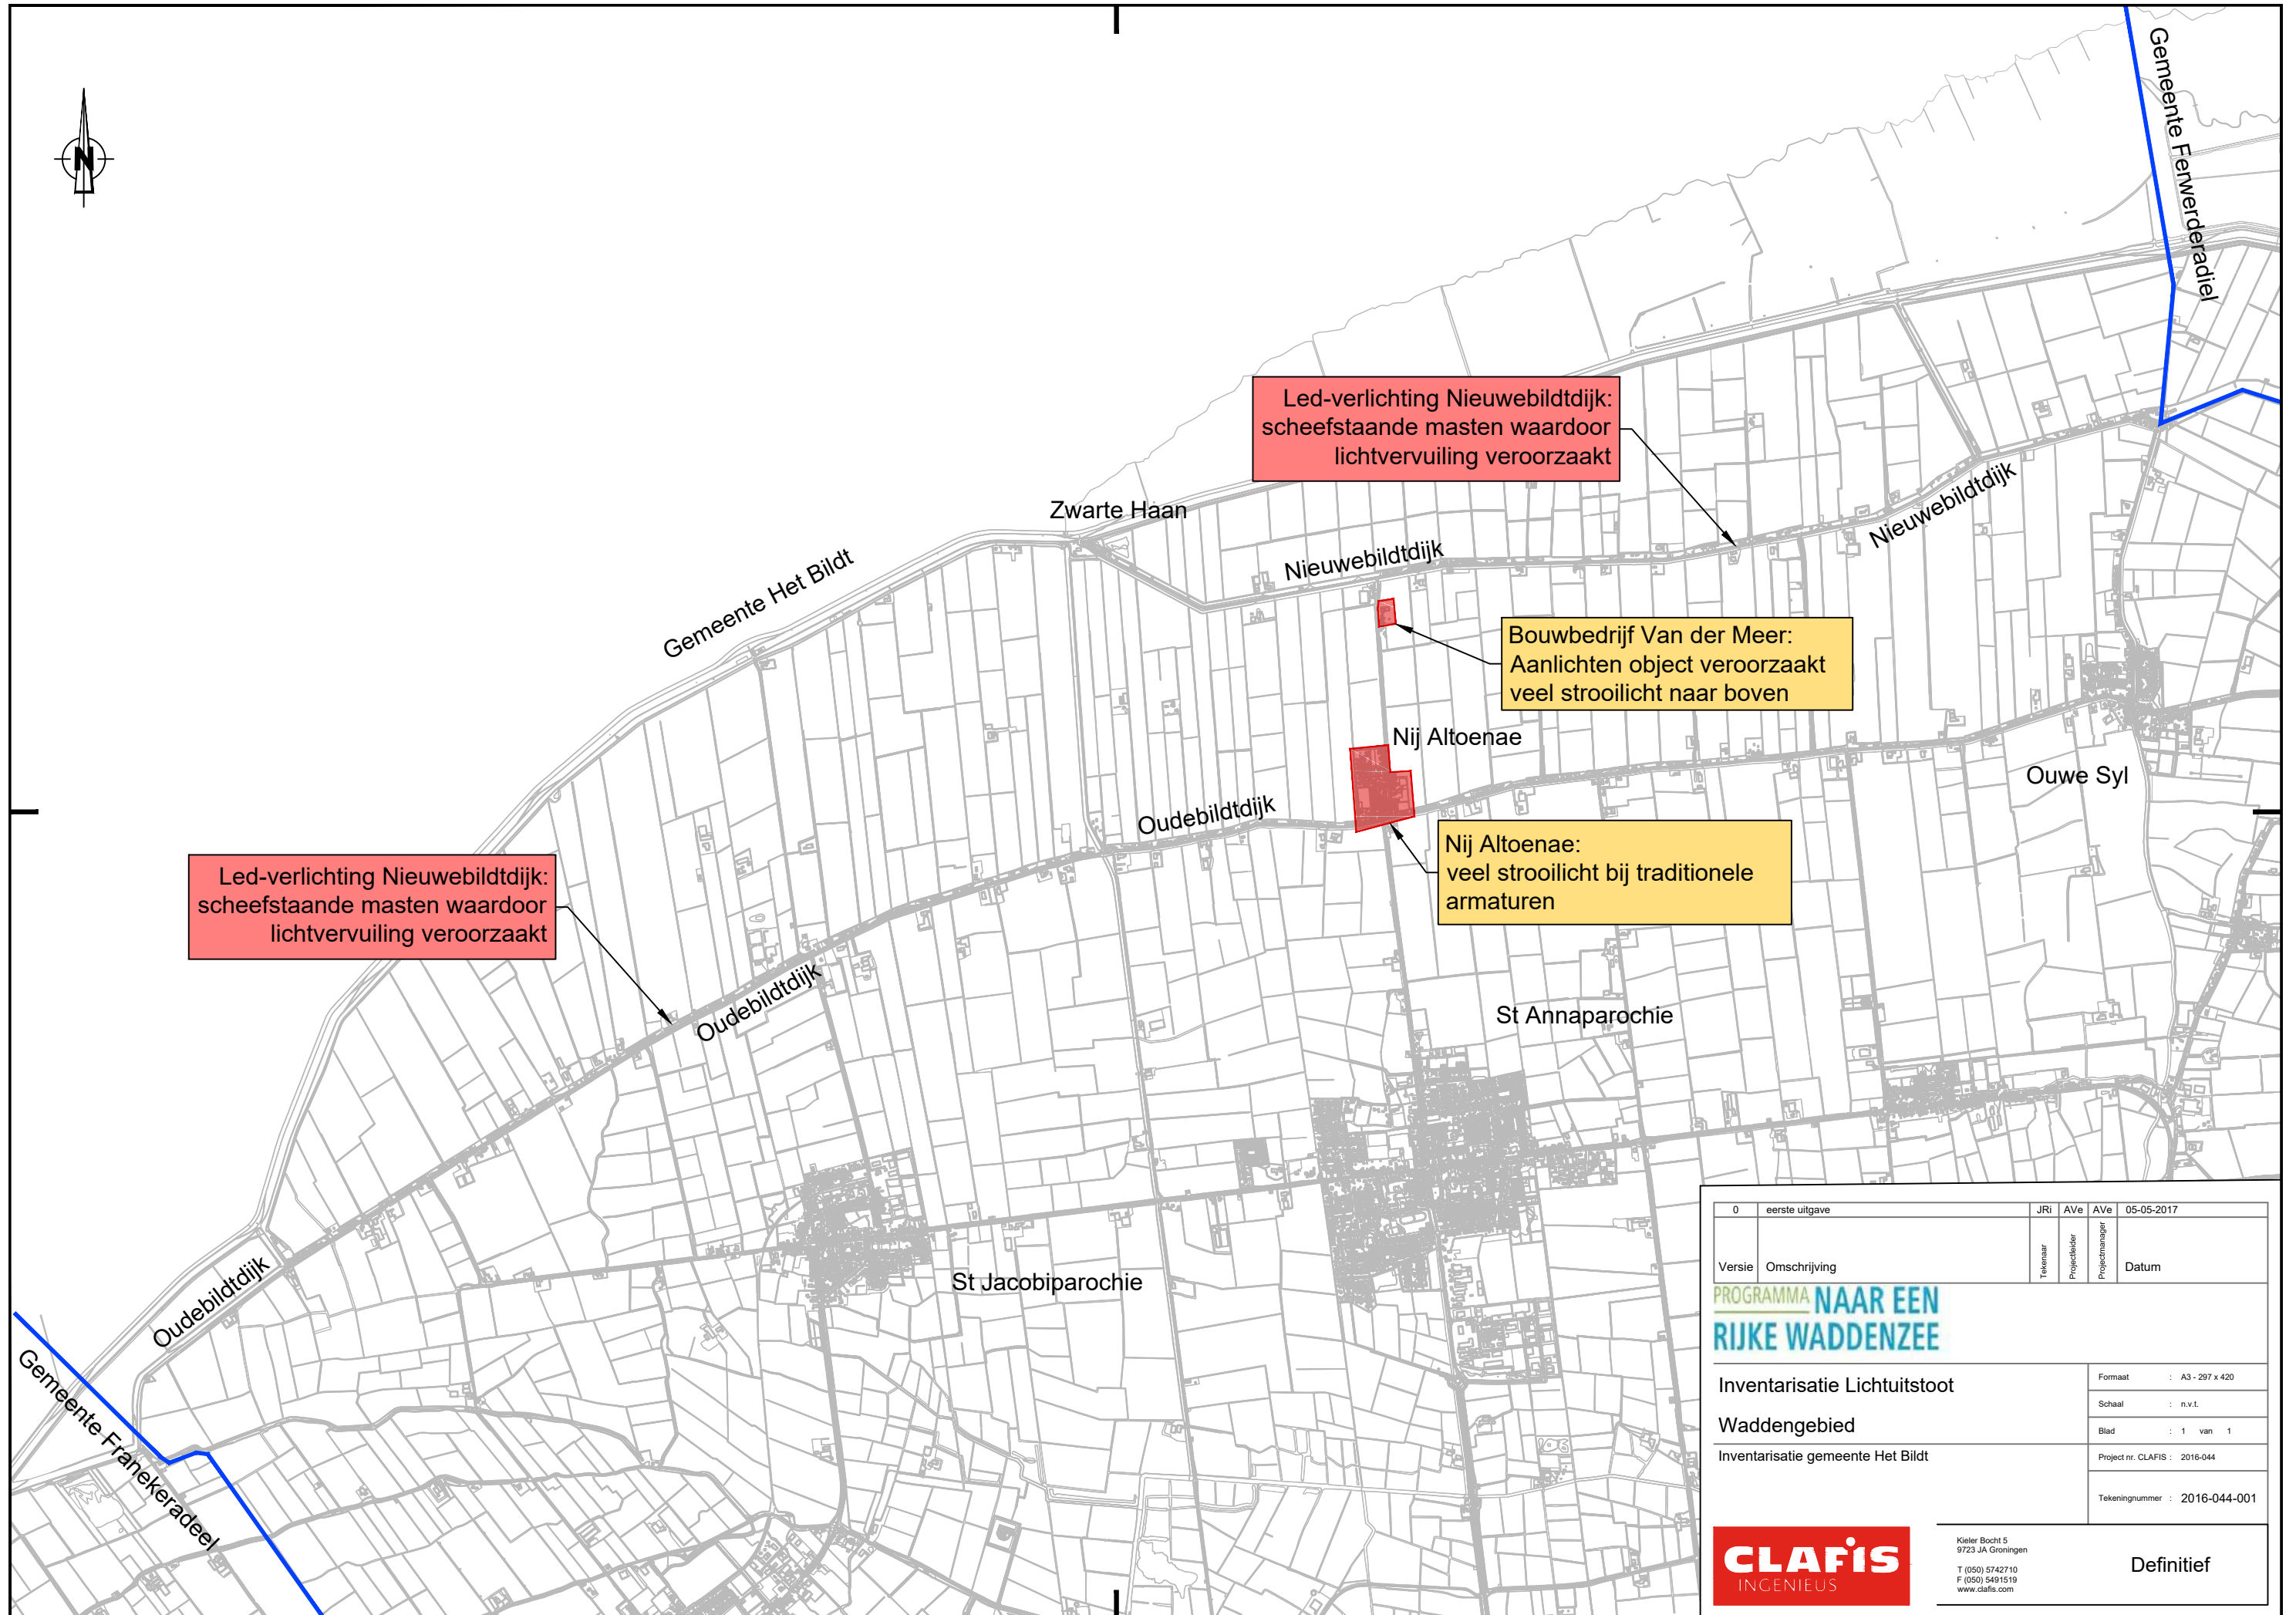 Gemeente Ferwerderadiel
N
Led-verlichting Nieuwebildtdijk:
scheefstaande masten waardoor
lichtvervuiling veroorzaakt
Zwarte Haan
Nieuwebildtdijk
Nieuwebildtdijk
Gemeente Het Bildt
Bouwbedrijf Van der Meer:
Aanlichten object veroorzaakt
veel strooilicht naar boven
Nij Altoenae
Ouwe Syl
Oudebildtdijk
Nij Altoenae:
veel strooilicht bij traditionele
armaturen
Led-verlichting Nieuwebildtdijk:
scheefstaande masten waardoor
lichtvervuiling veroorzaakt
Oudebildtdijk
St Annaparochie
St Jacobiparochie
Oudebildtdijk
Gemeente Franekeradeel
0 eerste uitgave JRi AVe AVe 05-05-2017
Versie Omschrijving Tekenaar Projectleider Projectmanager Datum
PROGRAMMA NAAR EEN
RIJKE WADDENZEE
Inventarisatie Lichtuitstoot
Waddengebied
Inventarisatie gemeente Het Bildt
Formaat : A3 - 297 x 420
Schaal : n.v.t.
Blad : 1 van 1
Project nr. CLAFIS : 2016-044
Tekeningnummer : 2016-044-001
CLAFIS
INGENIEUS
Kieler Bocht 5
9723 JA Groningen
T (050) 5742710
F (050) 5491519
www.clafis.com
Definitief